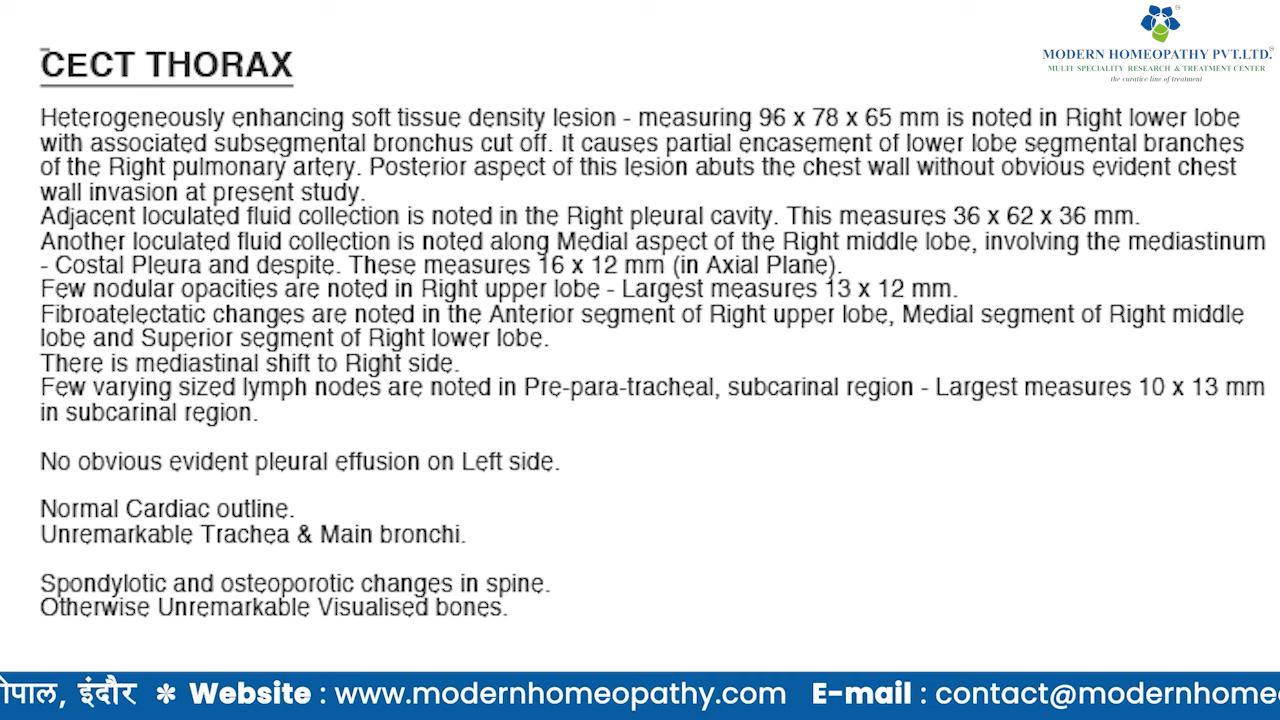 MODERN HOMEOPATHY PVT.LTD.
MULTI SPECIALITY RESEARCH & TREATMENT CENTER
the curative line of treatment
CECT THORAX
Heterogeneously enhancing soft tissue density lesion - measuring 96 x 78 x 65 mm is noted in Right lower lobe
with associated subsegmental bronchus cut off. It causes partial encasement of lower lobe segmental branches
of the Right pulmonary artery. Posterior aspect of this lesion abuts the chest wall without obvious evident chest
wall invasion at present study.
Adjacent loculated fluid collection is noted in the Right pleural cavity. This measures 36 x 62 x 36 mm.
Another loculated fluid collection is noted along Medial aspect of the Right middle lobe, involving the mediastinum
- Costal Pleura and despite. These measures 16 x 12 mm (in Axial Plane).
Few nodular opacities are noted in Right upper lobe - Largest measures 13 x 12 mm.
Fibroatelectatic changes are noted in the Anterior segment of Right upper lobe, Medial segment of Right middle
lobe and Superior segment of Right lower lobe.
There is mediastinal shift to Right side.
Few varying sized lymph nodes are noted in Pre-para-tracheal, subcarinal region - Largest measures 10 x 13 mm
in subcarinal region.
No obvious evident pleural effusion on Left side.
Normal Cardiac outline.
Unremarkable Trachea & Main bronchi.
Spondylotic and osteoporotic changes in spine.
Otherwise Unremarkable Visualised bones.
ोपाल, इंदौर ✻ Website : www.modernhomeopathy.com E-mail : contact@modernhome